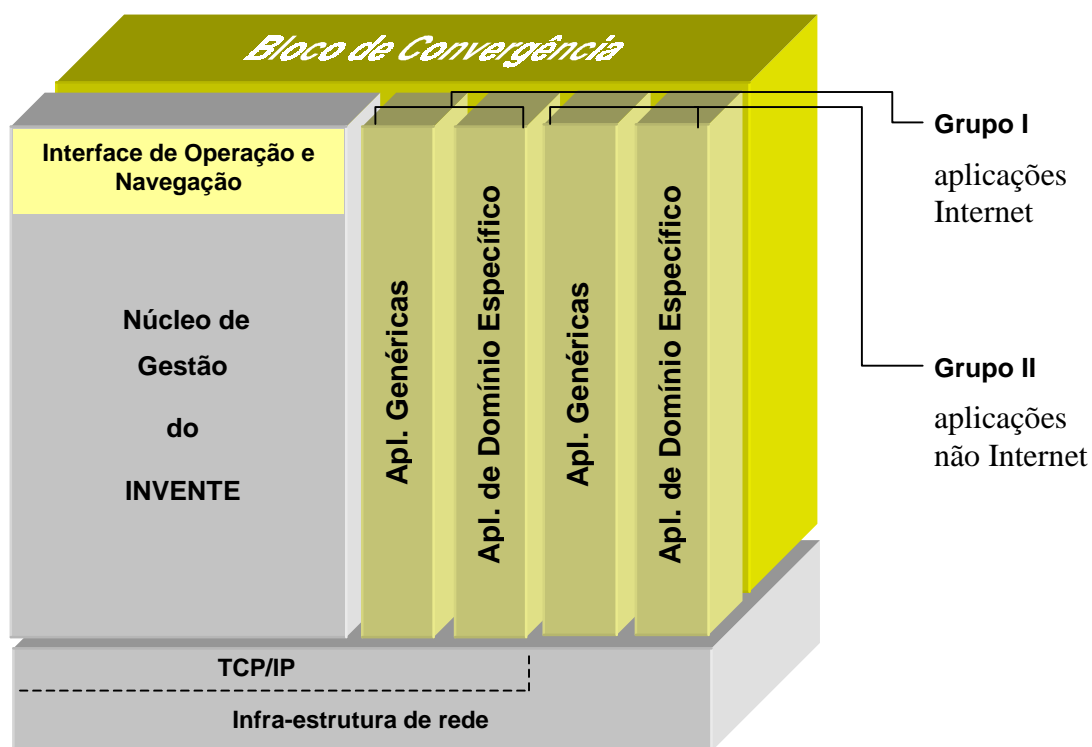 Bloco de Convergência
Interface de Operação e
Navegação
Núcleo de
Gestão
do
INVENTE
Apl. Genéricas
Apl. de Domínio Específico
Apl. Genéricas
Apl. de Domínio Específico
Grupo I
aplicações
Internet
Grupo II
aplicações
não Internet
TCP/IP
Infra-estrutura de rede